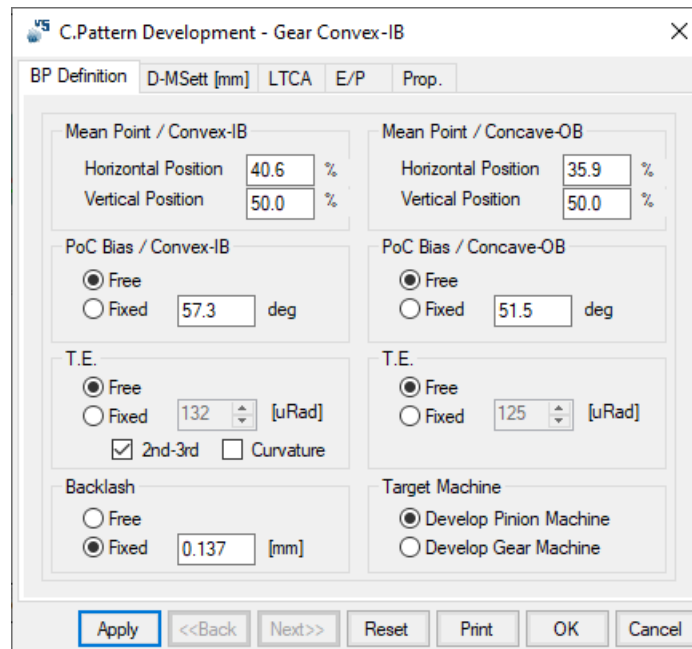 VS C.Pattern Development - Gear Convex-IB
BP Definition D-MSett [mm] LTCA E/P Prop.
Mean Point / Convex-IB
Horizontal Position 40.6 %
Vertical Position 50.0 %
Mean Point / Concave-OB
Horizontal Position 35.9 %
Vertical Position 50.0 %
PoC Bias / Convex-IB
Free
Fixed 57.3 deg
PoC Bias / Concave-OB
Free
Fixed 51.5 deg
T.E.
Free
Fixed 132 [uRad]
2nd-3rd Curvature
T.E.
Free
Fixed 125 [uRad]
Backlash
Free
Fixed 0.137 [mm]
Target Machine
Develop Pinion Machine
Develop Gear Machine
Apply <<Back Next>> Reset Print OK Cancel